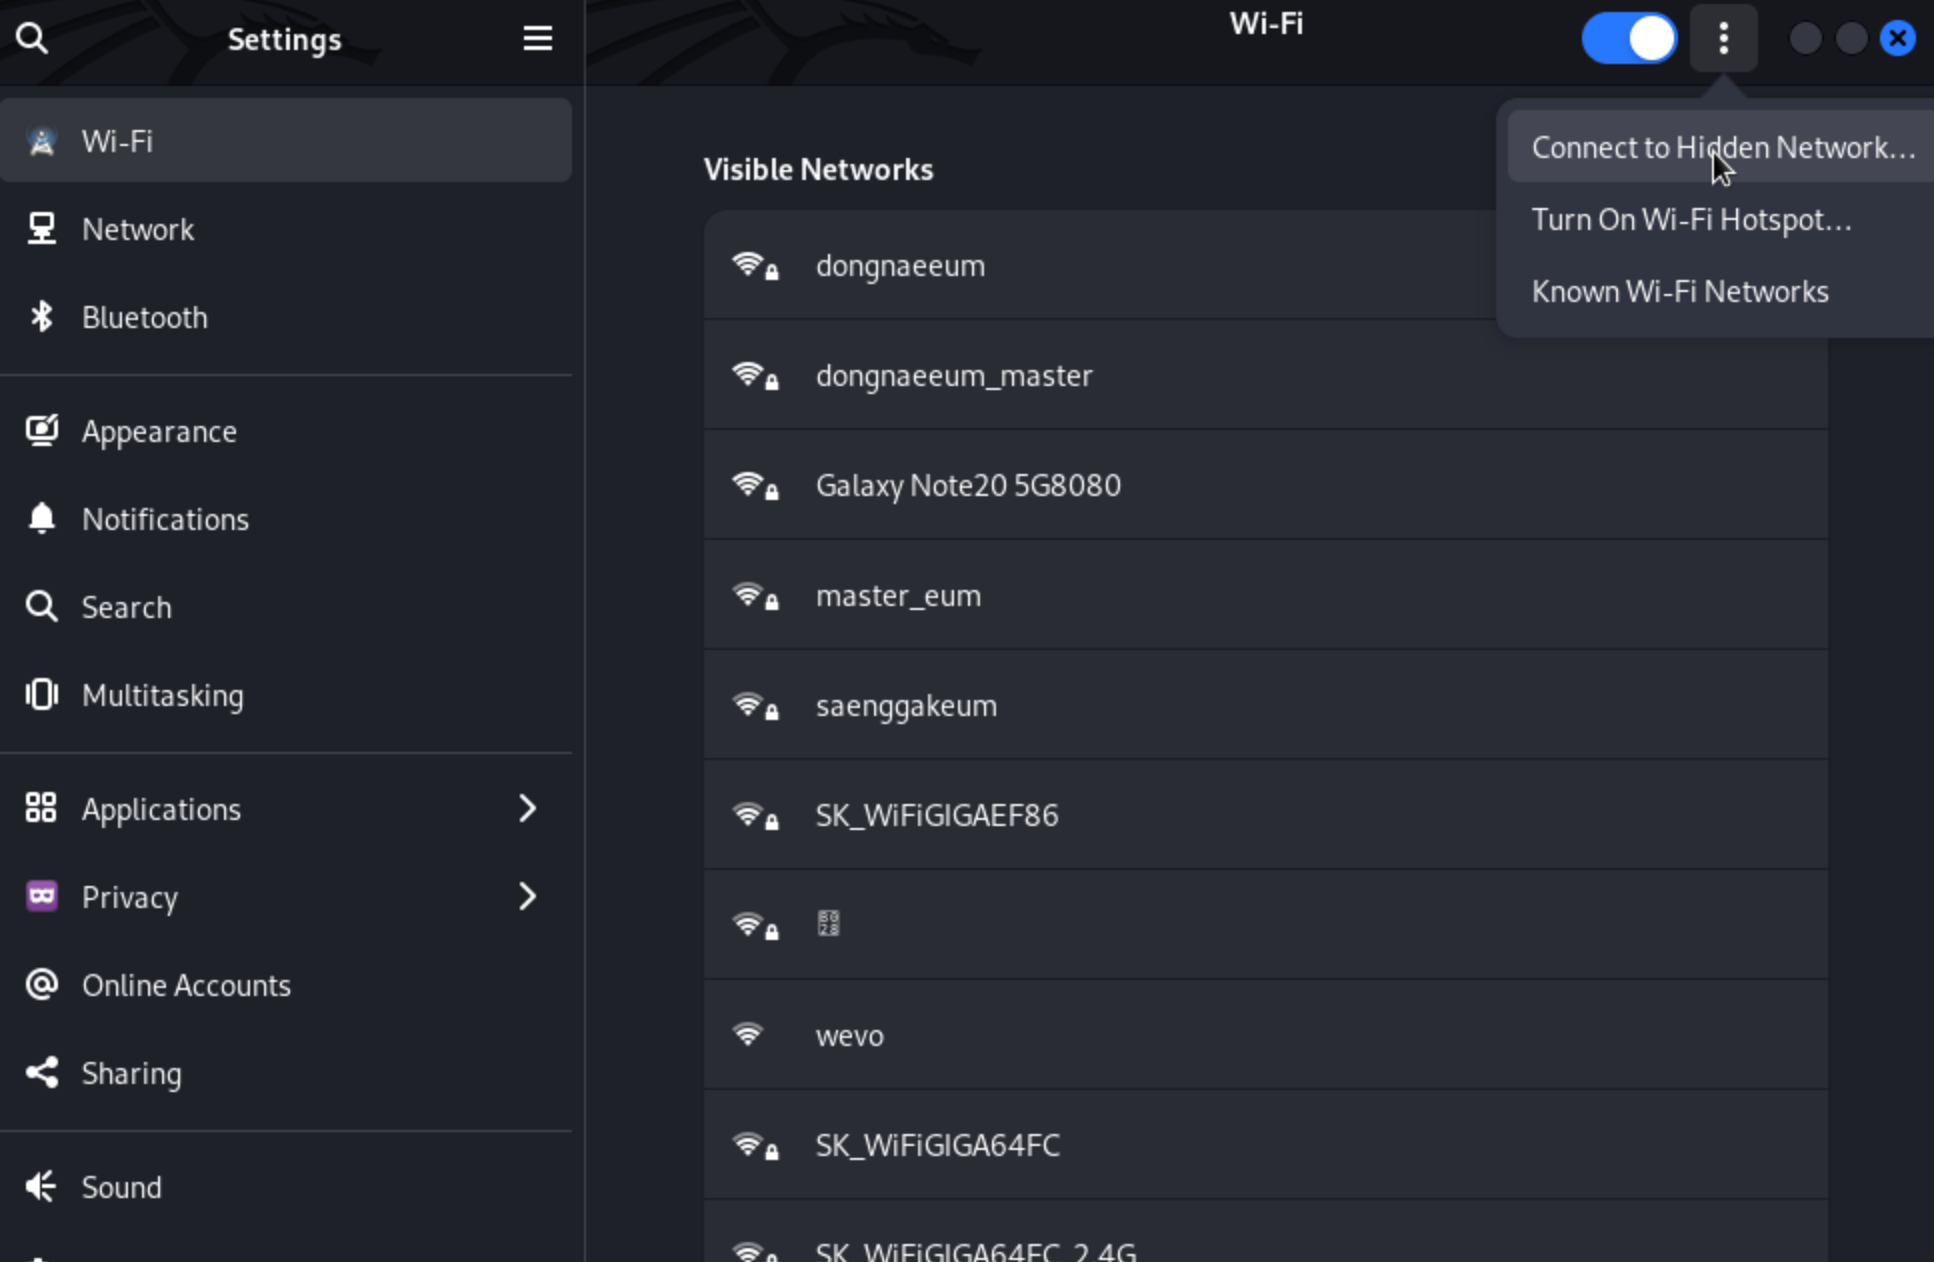 Settings
Wi-Fi
Wi-Fi
Network
Bluetooth
Appearance
Notifications
Search
Multitasking
Applications
Privacy
Online Accounts
Sharing
Sound
Visible Networks
dongnaeeum
dongnaeeum_master
Galaxy Note20 5G8080
master_eum
saenggakeum
SK_WiFiGIGAEF86
wevo
SK_WiFiGIGA64FC
SK_WiFiGIGA64FC_2.4G
Connect to Hidden Network...
Turn On Wi-Fi Hotspot...
Known Wi-Fi Networks